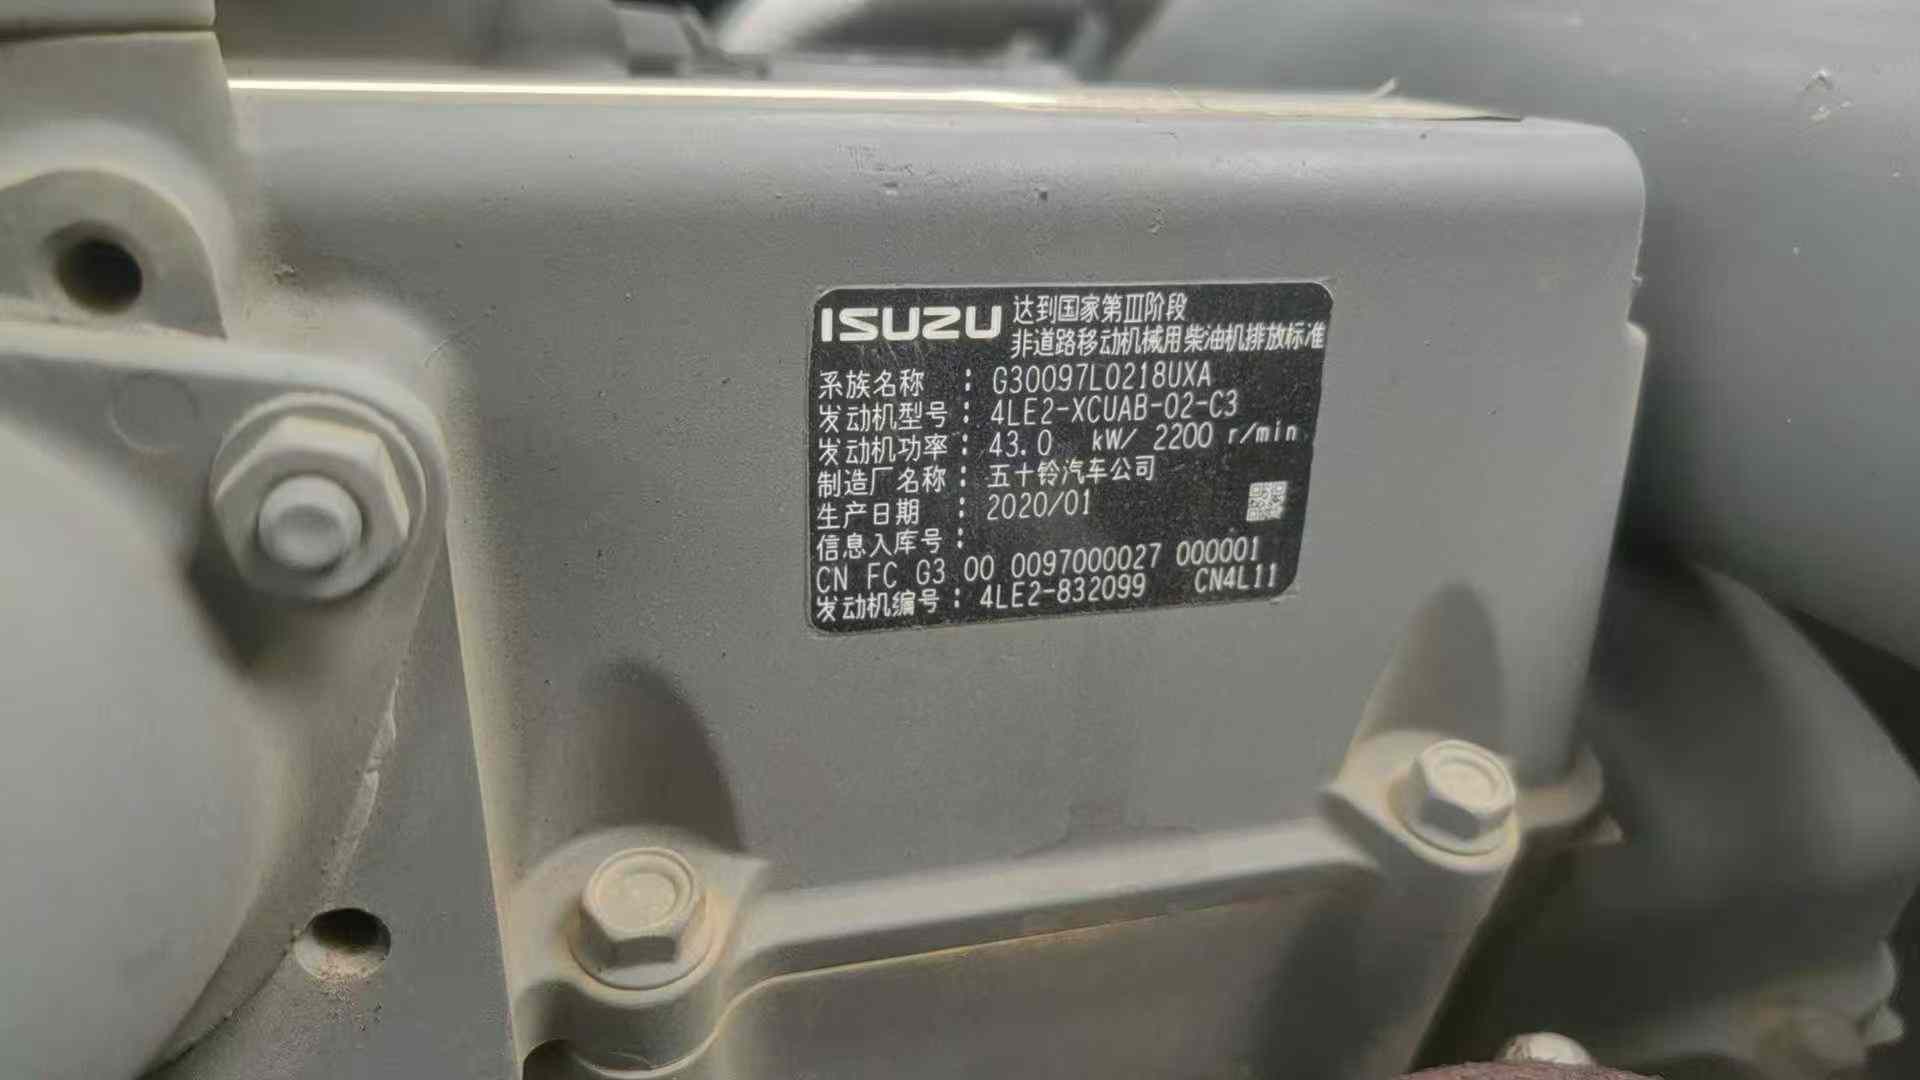 ISUZU 达到国家第Ⅲ阶段
非道路移动机械用柴油机排放标准
系族名称 : G30097L0218UXA
发动机型号 : 4LE2-XCUAB-02-C3
发动机功率 : 43.0 kW/ 2200 r/min
制造厂名称 : 五十铃汽车公司
生产日期 : 2020/01
信息入库号 :
CN FC G3 00 0097000027 000001
发动机编号 : 4LE2-832099 CN4L11